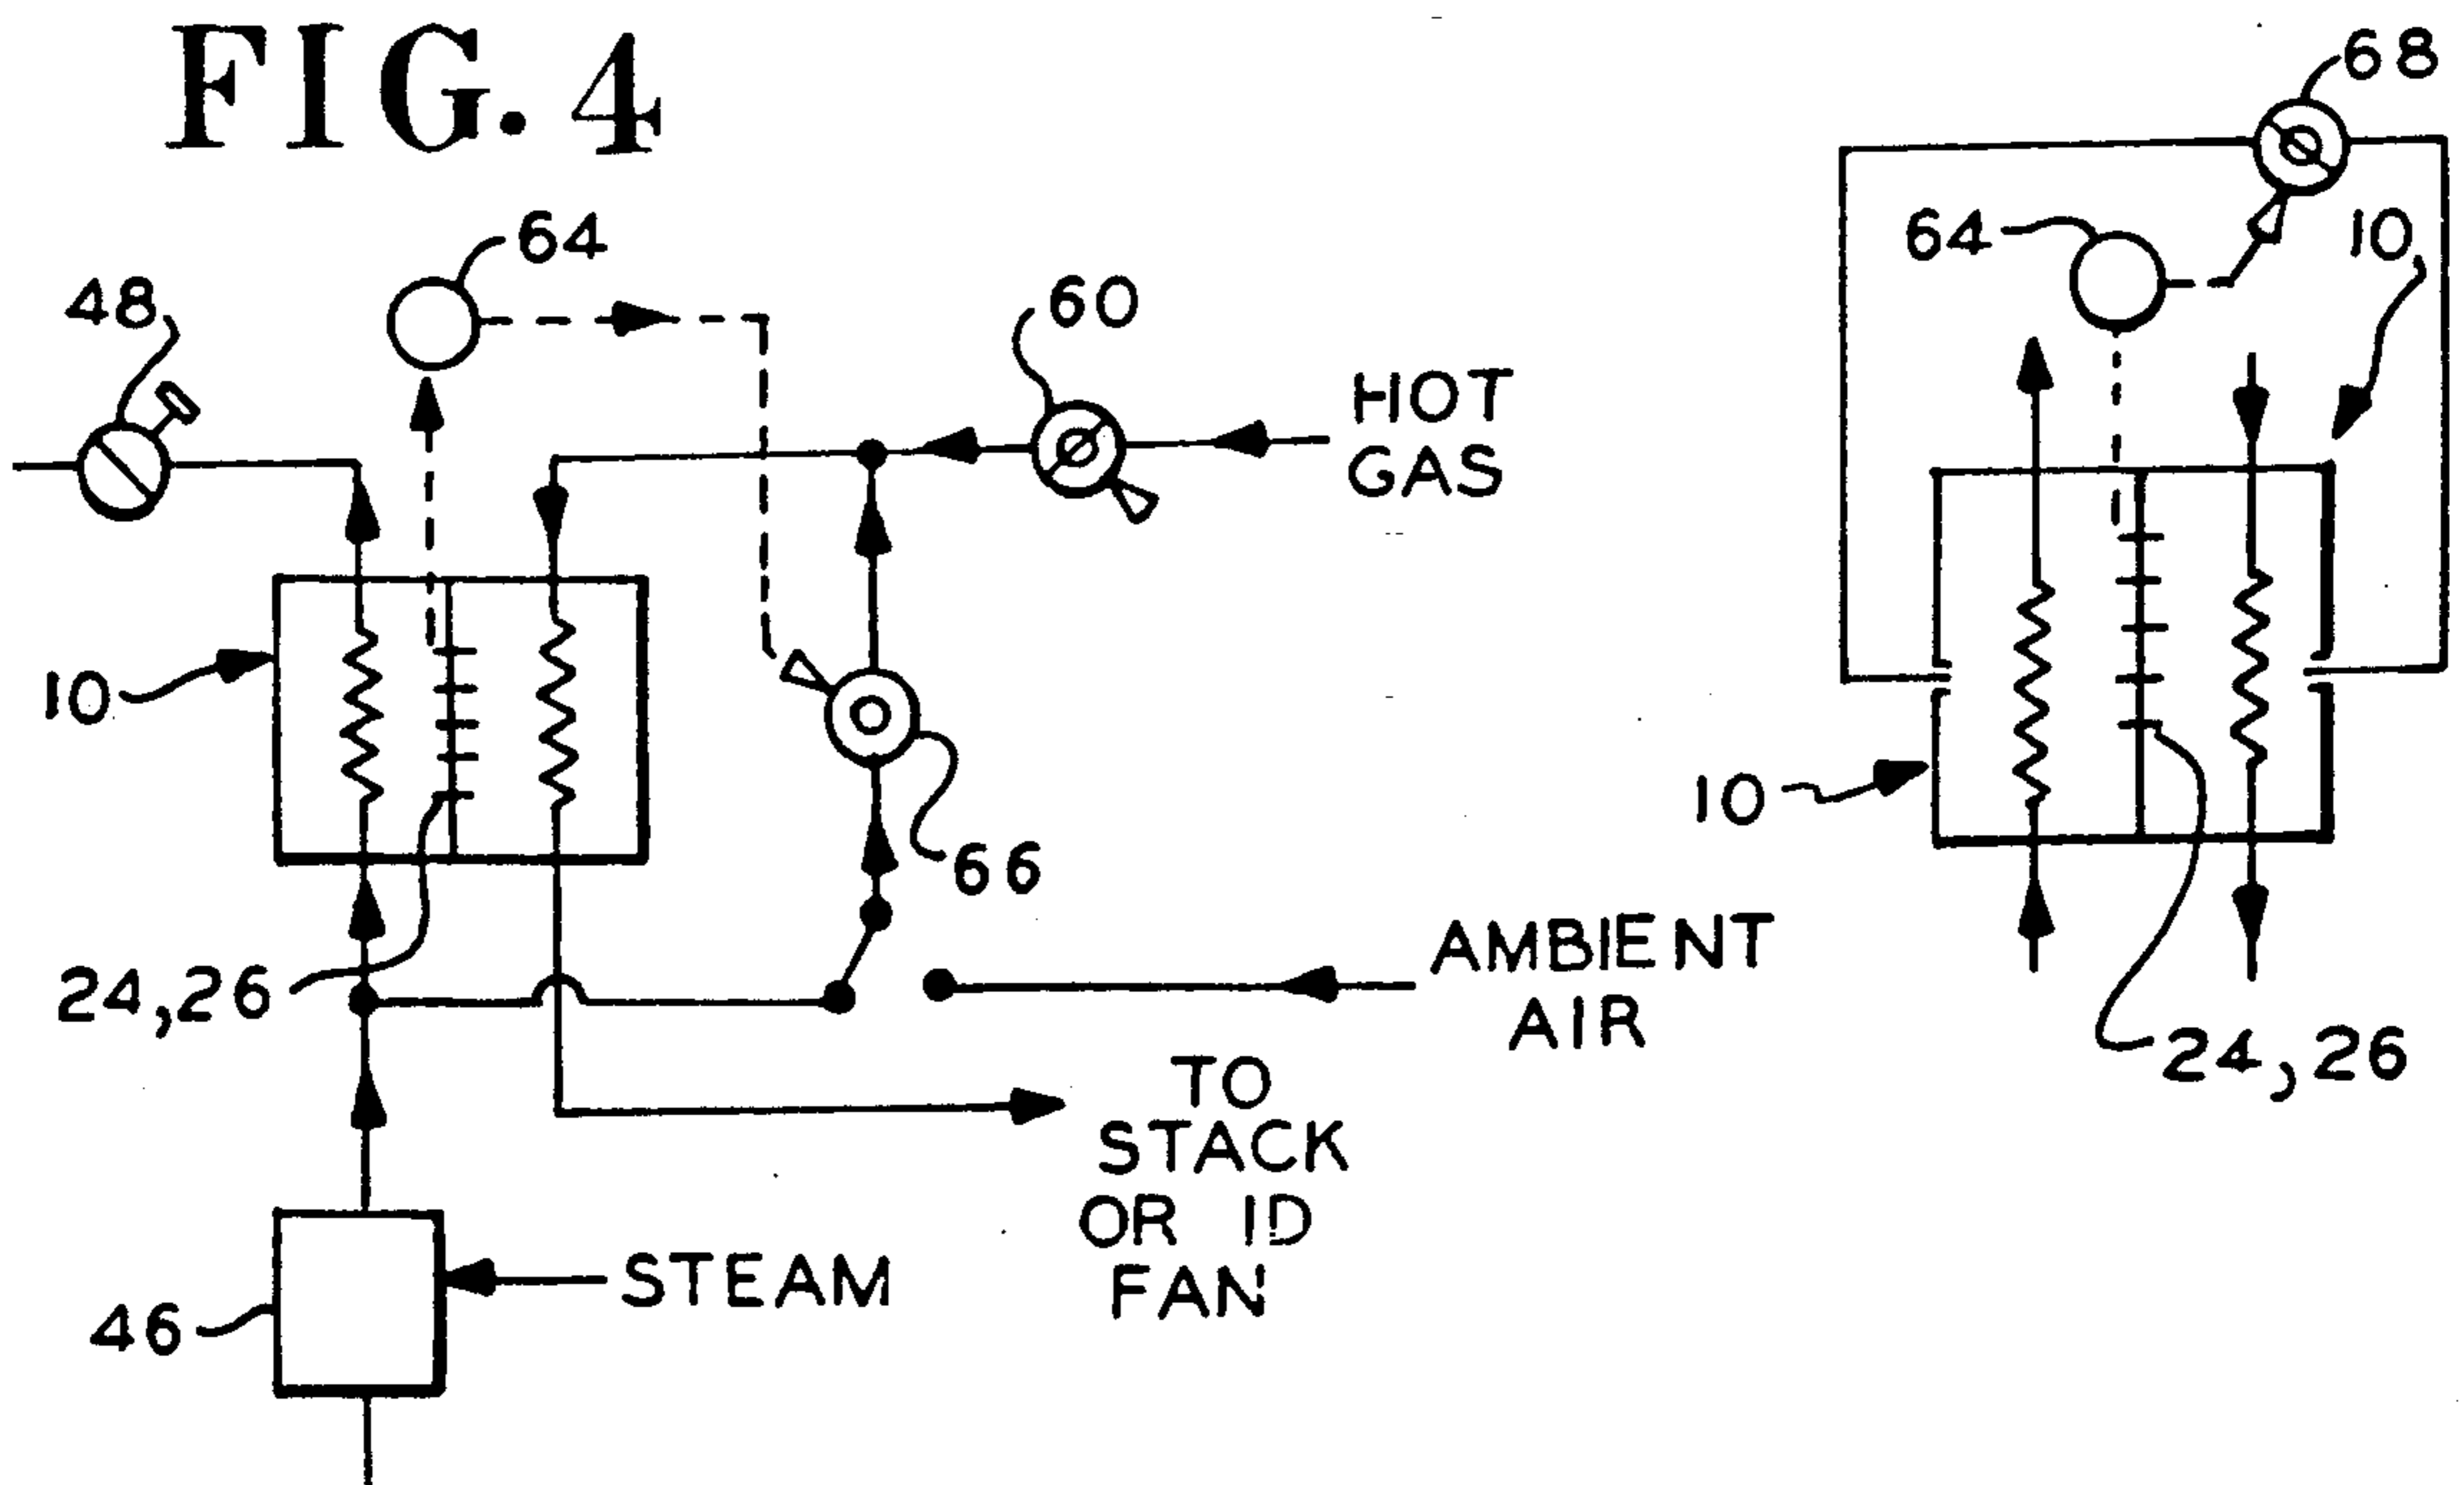 FIG. 4
68
64
64
10
48
60
HOT
GAS
10
10
66
24,26
AMBIENT
AIR
24,26
TO
STACK
OR ID
FAN
STEAM
46